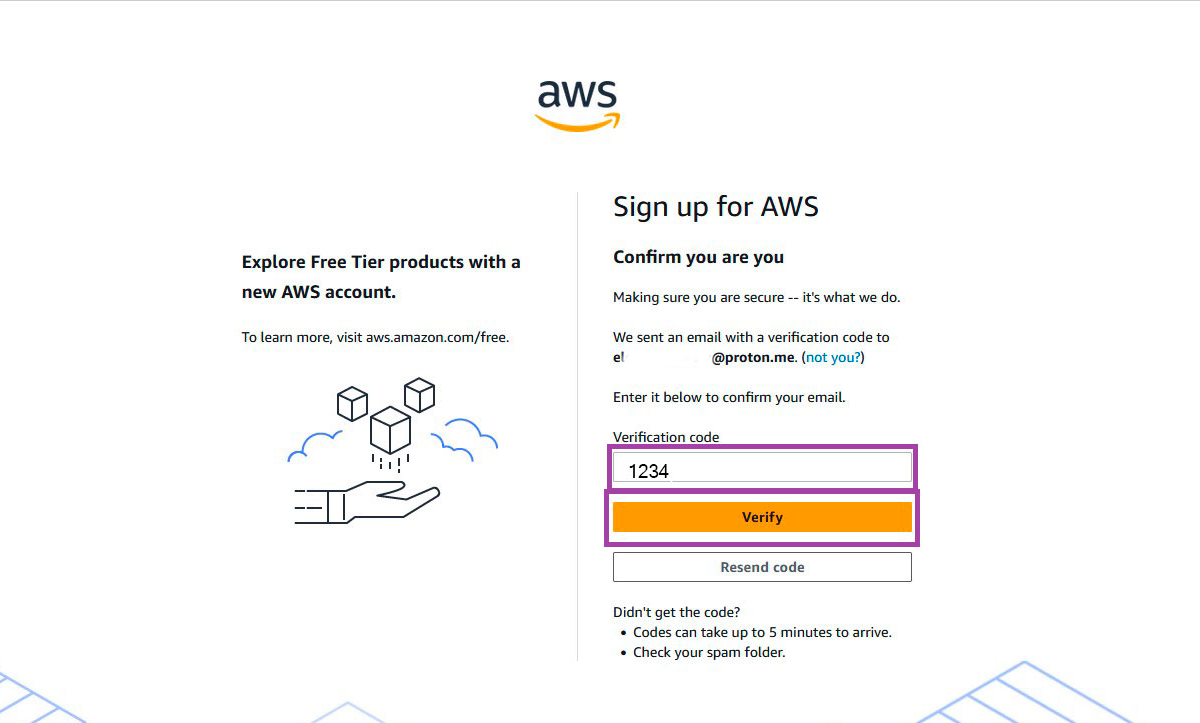 aws
Explore Free Tier products with a
new AWS account.
To learn more, visit aws.amazon.com/free.
Sign up for AWS
Confirm you are you
Making sure you are secure -- it's what we do.
We sent an email with a verification code to
el @proton.me. (not you?)
Enter it below to confirm your email.
Verification code
1234
Verify
Resend code
Didn't get the code?
• Codes can take up to 5 minutes to arrive.
• Check your spam folder.